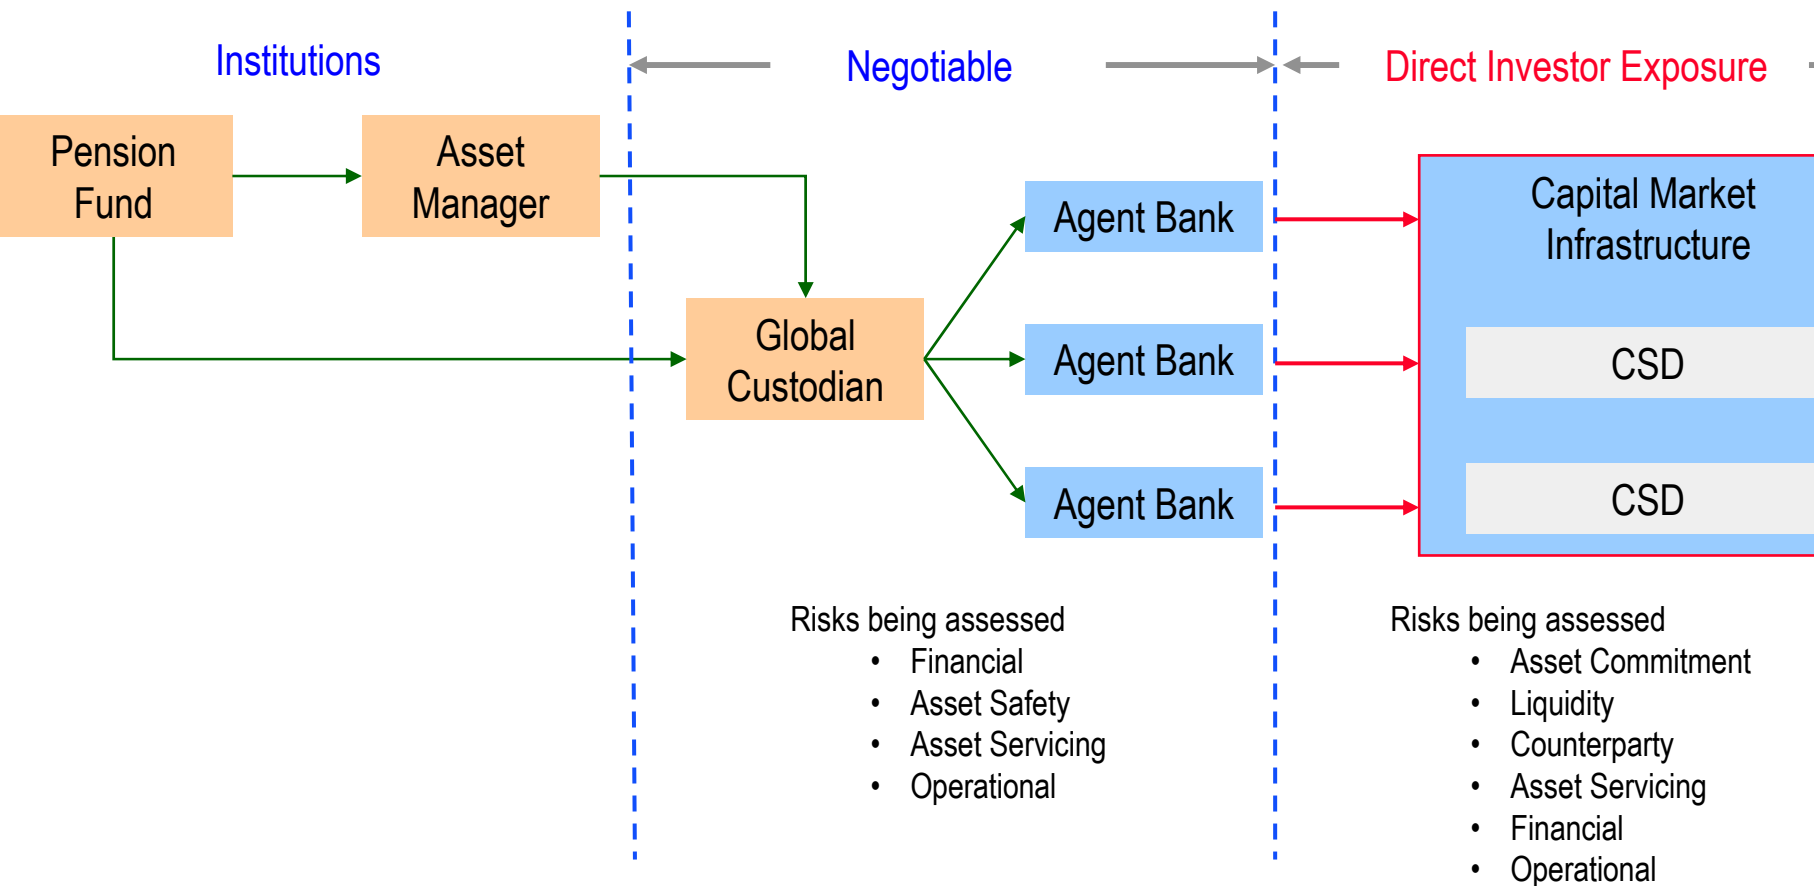 Institutions
Negotiable
Direct Investor Exposure
Pension
Fund
Asset
Manager
Global
Custodian
Agent Bank
Agent Bank
Agent Bank
Capital Market
Infrastructure
CSD
CSD
Risks being assessed
• Financial
• Asset Safety
• Asset Servicing
• Operational
Risks being assessed
• Asset Commitment
• Liquidity
• Counterparty
• Asset Servicing
• Financial
• Operational